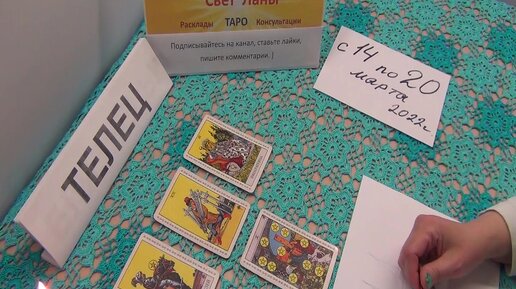 Свет Ланы
Расклады ТАРО Консультации
Подписывайтесь на канал, ставьте лайки,
пишите комментарии. )
с 14 по 20
марта
2022г.
ТЕЛЕЦ